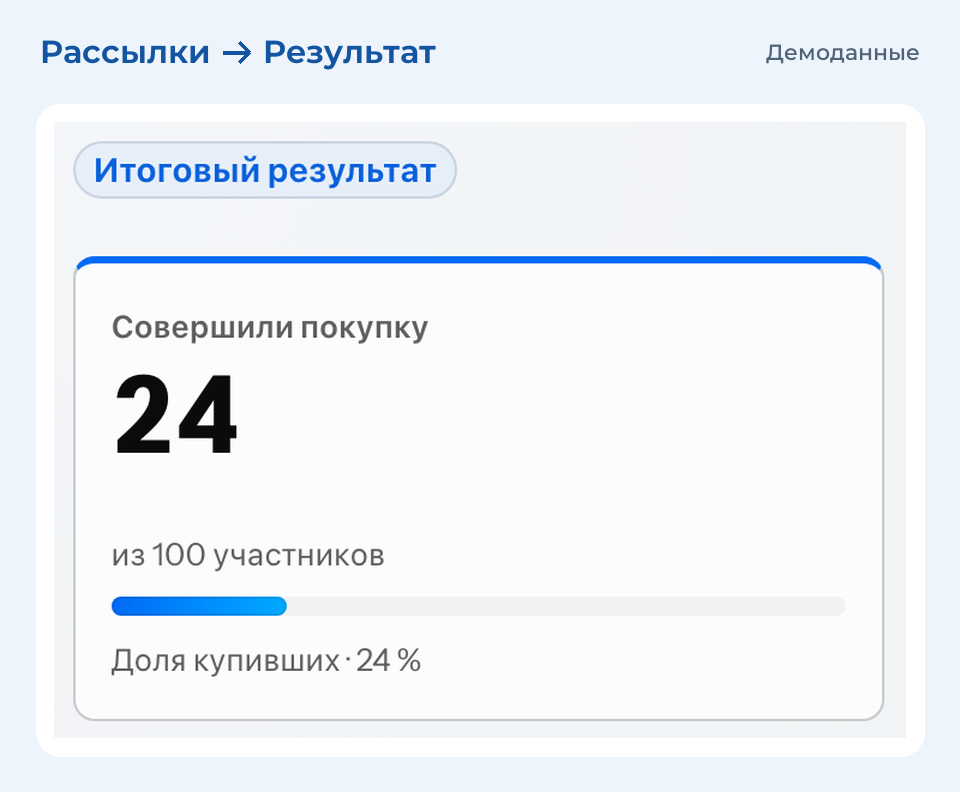 Рассылки → Результат
Демоданные
Итоговый результат
Совершили покупку
24
из 100 участников
Доля купивших · 24 %